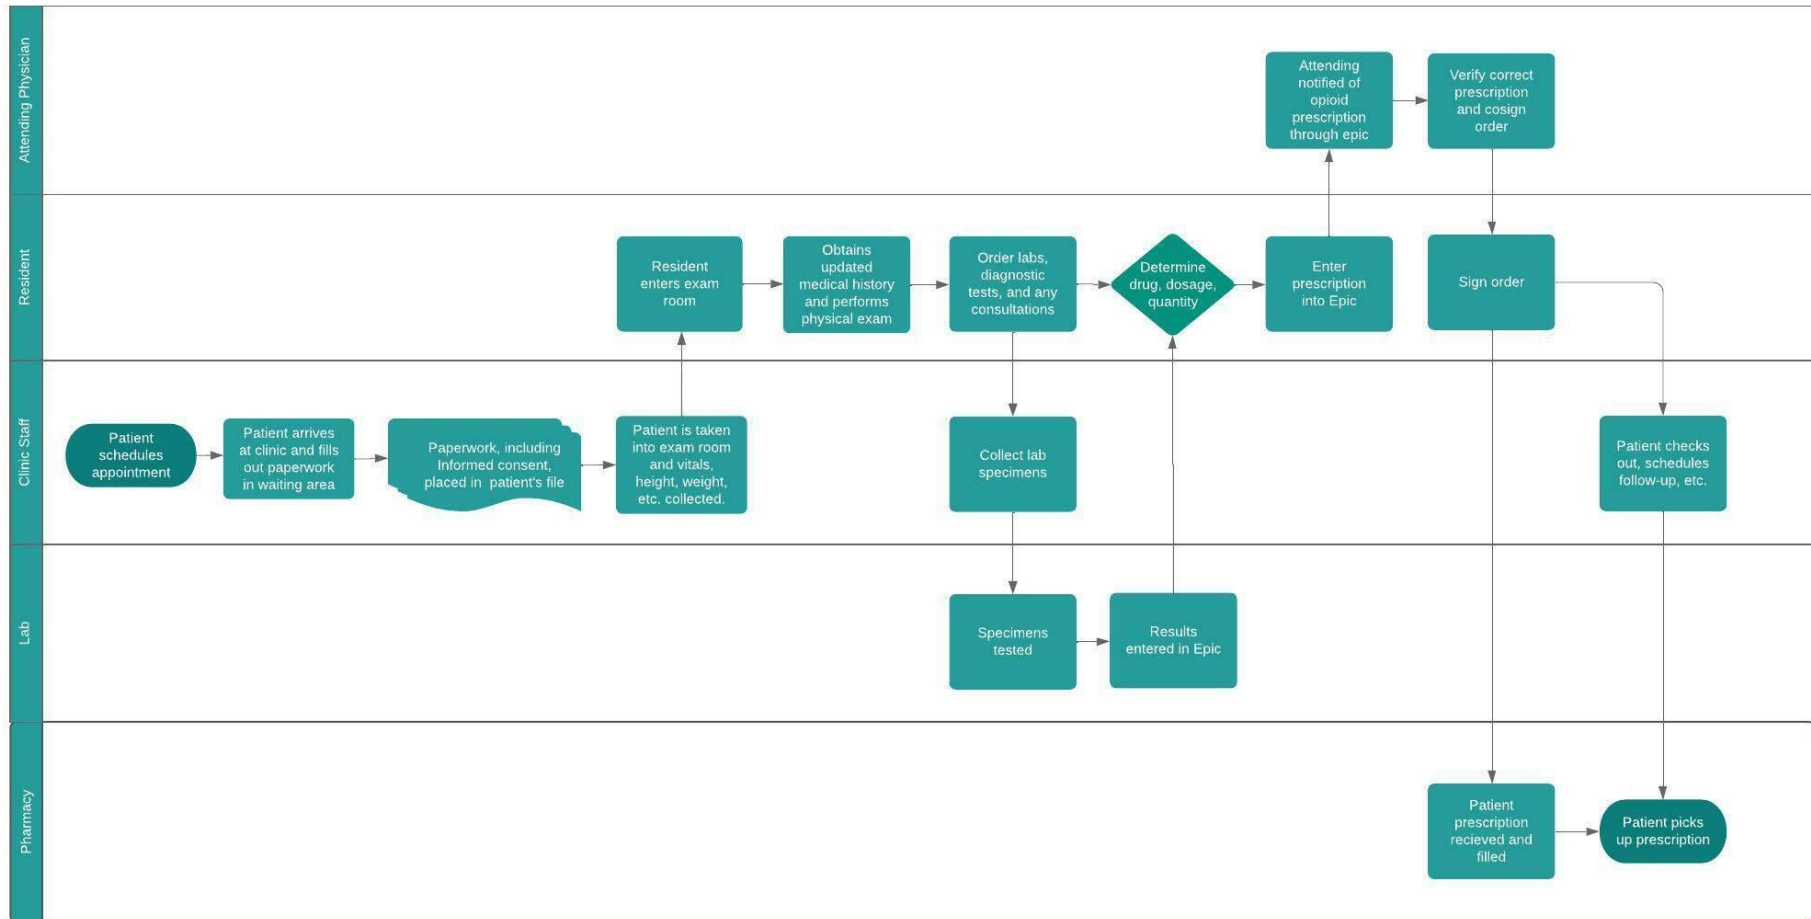 Attending Physician
Attending
notified of
opioid
prescription
through epic
Verify correct
prescription
and cosign
order
Resident
Resident
enters exam
room
Obtains
updated
medical history
and performs
physical exam
Order labs,
diagnostic
tests, and any
consultations
Determine
drug, dosage,
quantity
Enter
prescription
into Epic
Sign order
Clinic Staff
Patient
schedules
appointment
Patient arrives
at clinic and fills
out paperwork
in waiting area
Paperwork, including
Informed consent,
placed in patient's file
Patient is taken
into exam room
and vitals,
height, weight,
etc. collected.
Collect lab
specimens
Patient checks
out, schedules
follow-up, etc.
Lab
Specimens
tested
Results
entered in Epic
Pharmacy
Patient
prescription
recieved and
filled
Patient picks
up prescription